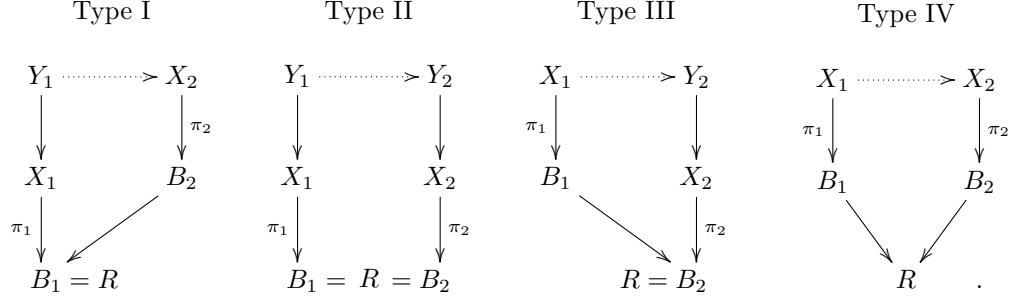 Type I Type II Type III Type IV
Y₁ X₂ Y₁ Y₂ X₁ Y₂ X₁ X₂
π₂ π₁ π₁ π₂
X₁ B₂ X₁ X₂ B₁ X₂ B₁ B₂
π₁ π₁ π₂ π₂
B₁ = R B₁ = R = B₂ R = B₂ R .